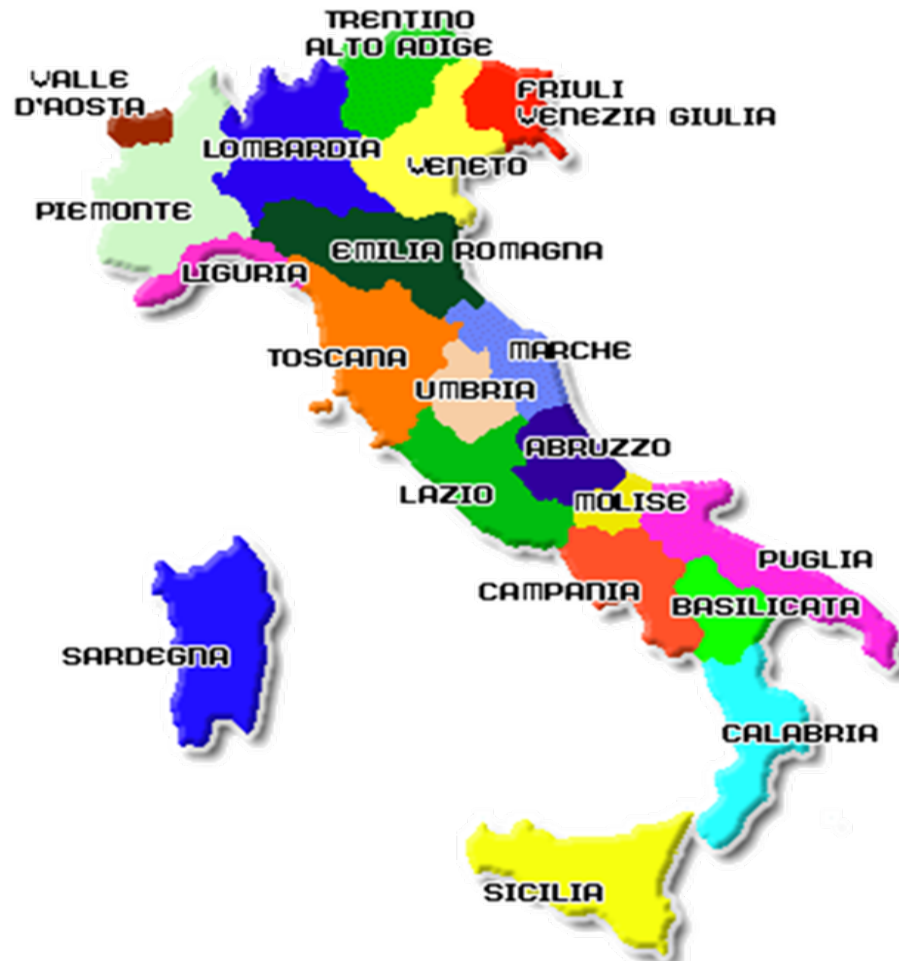 TRENTINO
ALTO ADIGE
VALLE
D'AOSTA
FRIULI
VENEZIA GIULIA
LOMBARDIA
VENETO
PIEMONTE
EMILIA ROMAGNA
LIGURIA
MARCHE
TOSCANA
UMBRIA
ABRUZZO
LAZIO
MOLISE
PUGLIA
CAMPANIA
BASILICATA
SARDEGNA
CALABRIA
SICILIA